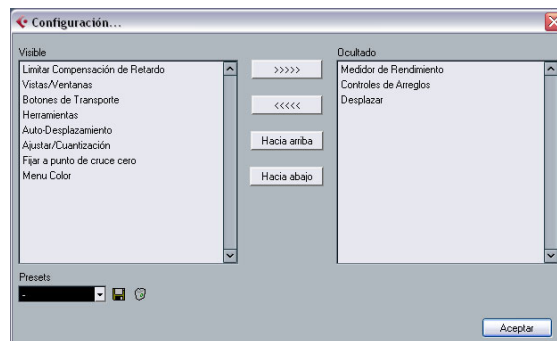 Configuración...
Visible
Ocultado
Limitar Compensación de Retardo
Vistas/Ventanas
Botones de Transporte
Herramientas
Auto-Desplazamiento
Ajustar/Cuantización
Fijar a punto de cruce cero
Menu Color
>>>>>
<<<<<
Hacia arriba
Hacia abajo
Medidor de Rendimiento
Controles de Arreglos
Desplazar
Presets
-
Aceptar